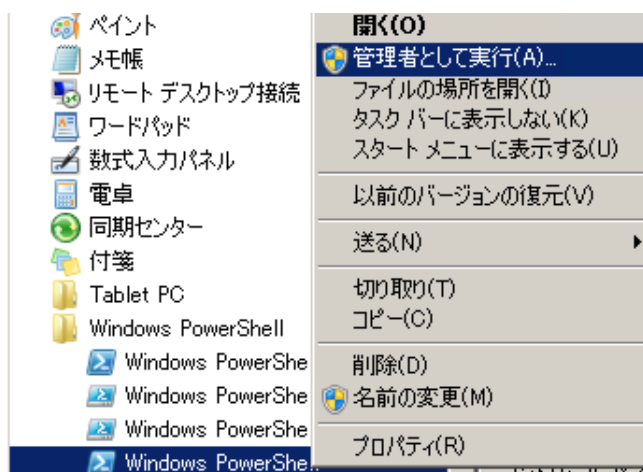 ペイント
メモ帳
リモート デスクトップ接続
ワードパッド
数式入力パネル
電卓
同期センター
付箋
Tablet PC
Windows PowerShell
Windows PowerShe
Windows PowerShe
Windows PowerShe
Windows PowerShe
開く(O)
管理者として実行(A)...
ファイルの場所を開く(I)
タスク バーに表示しない(K)
スタート メニューに表示する(U)
以前のバージョンの復元(V)
送る(N)
切り取り(T)
コピー(C)
削除(D)
名前の変更(M)
プロパティ(R)